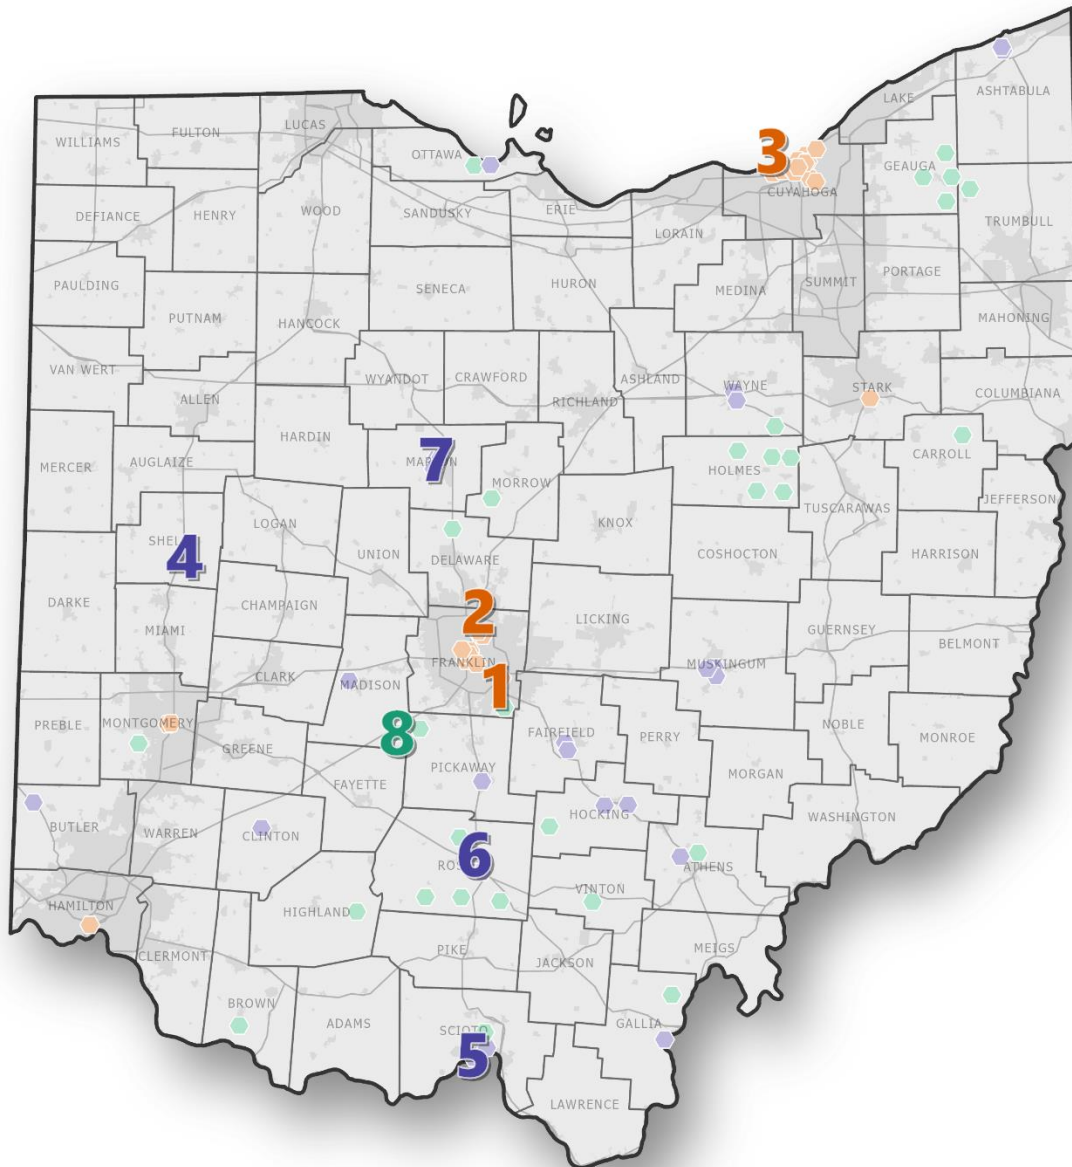 ASHTABULA
LAKE
LUCAS
FULTON
WILLIAMS
OTTAWA
3
GEAUGA
CUYAHOGA
DEFIANCE
HENRY
WOOD
SANDUSKY
ERIE
LORAIN
TRUMBULL
PAULDING
SENECA
HURON
MEDINA
SUMMIT
PORTAGE
PUTNAM
HANCOCK
MAHONING
VAN WERT
WYANDOT
CRAWFORD
ASHLAND
WAYNE
STARK
COLUMBIANA
ALLEN
RICHLAND
HARDIN
7
MERCER
AUGLAIZE
HOLMES
CARROLL
MORROW
JEFFERSON
TUSCARAWAS
LOGAN
KNOX
4
UNION
DELAWARE
COSHOCTON
HARRISON
DARKE
CHAMPAIGN
2
LICKING
MIAMI
GUERNSEY
BELMONT
FRANKLIN
MUSKINGUM
CLARK
MADISON
1
PREBLE
MONTGOMERY
8
FAIRFIELD
PERRY
NOBLE
MONROE
GREENE
PICKAWAY
FAYETTE
MORGAN
BUTLER
WARREN
CLINTON
HOCKING
WASHINGTON
6
ATHENS
HAMILTON
HIGHLAND
VINTON
CLERMONT
PIKE
JACKSON
MEIGS
BROWN
ADAMS
SCIOTO
GALLIA
5
LAWRENCE